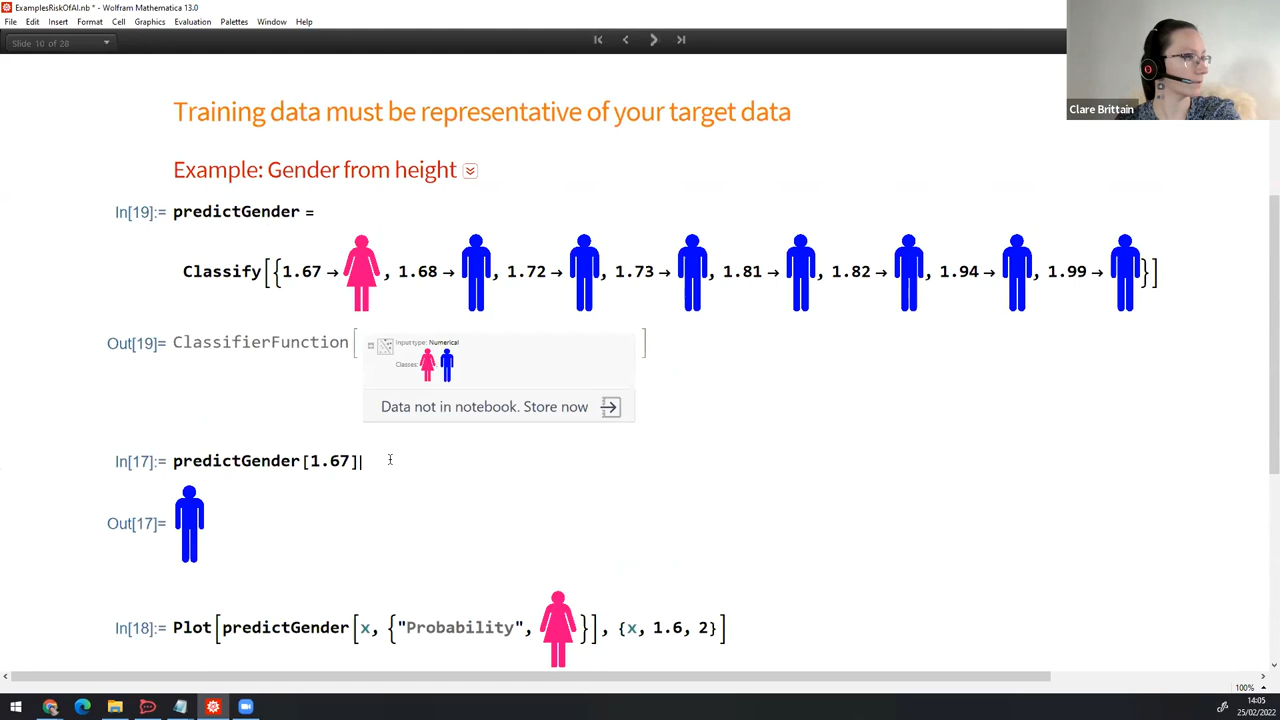 ExamplesRiskOfAI.nb * - Wolfram Mathematica 13.0
File Edit Insert Format Cell Graphics Evaluation Palettes Window Help
Slide 10 of 28
Clare Brittain
Training data must be representative of your target data
Example: Gender from height
In[19]:= predictGender =
Classify[{1.67→ , 1.68→ , 1.72→ , 1.73→ , 1.81→ , 1.82→ , 1.94→ , 1.99→ }]
Out[19]= ClassifierFunction[ ]
Input type: Numerical
Classes:
Data not in notebook. Store now
In[17]:= predictGender[1.67]
Out[17]=
In[18]:= Plot[predictGender[x, {"Probability", }], {x, 1.6, 2}]
100%
14:05
25/02/2022